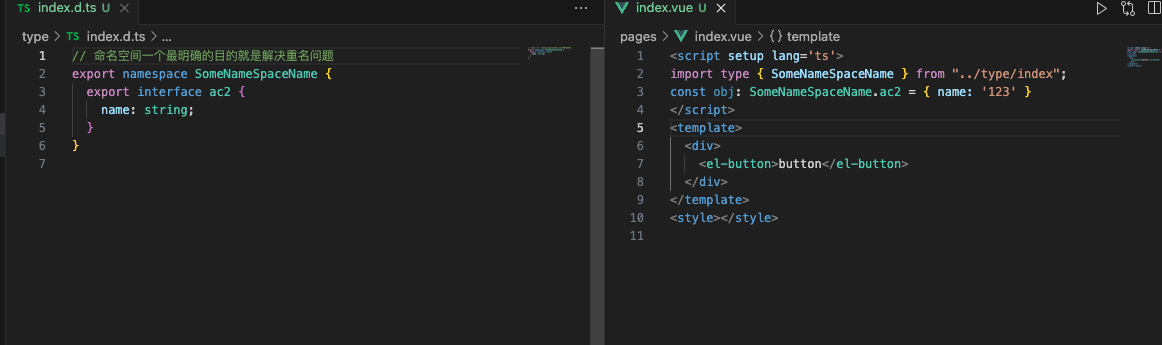 TS index.d.ts U ×
type > TS index.d.ts > ...
1 // 命名空间一个最明确的目的就是解决重名问题
2 export namespace SomeNameSpaceName {
3 export interface ac2 {
4 name: string;
5 }
6 }
7
index.vue U ×
pages > index.vue > {} template
1 <script setup lang='ts'>
2 import type { SomeNameSpaceName } from "../type/index";
3 const obj: SomeNameSpaceName.ac2 = { name: '123' }
4 </script>
5 <template>
6 <div>
7 <el-button>button</el-button>
8 </div>
9 </template>
10 <style></style>
11